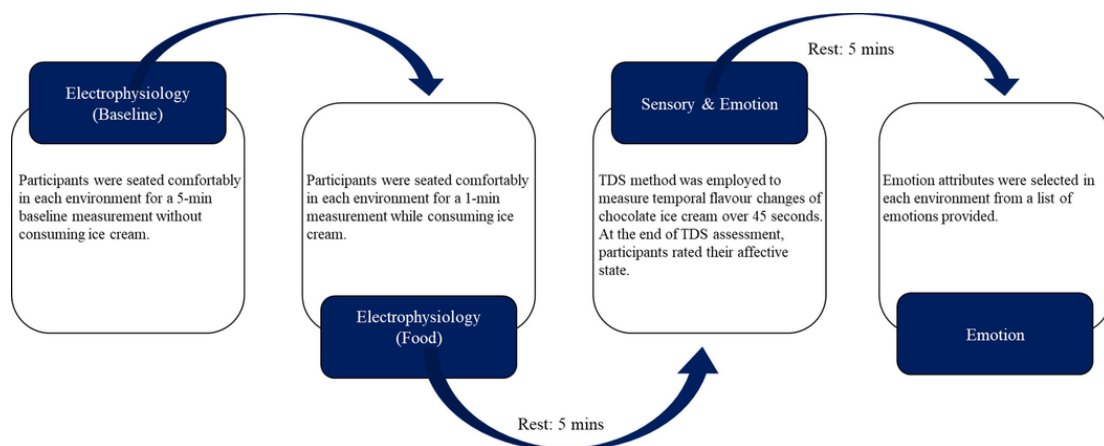 Electrophysiology
(Baseline)
Participants were seated comfortably
in each environment for a 5-min
baseline measurement without
consuming ice cream.
Participants were seated comfortably
in each environment for a 1-min
measurement while consuming ice
cream.
Electrophysiology
(Food)
Rest: 5 mins
Sensory & Emotion
TDS method was employed to
measure temporal flavour changes of
chocolate ice cream over 45 seconds.
At the end of TDS assessment,
participants rated their affective
state.
Rest: 5 mins
Emotion attributes were selected in
each environment from a list of
emotions provided.
Emotion